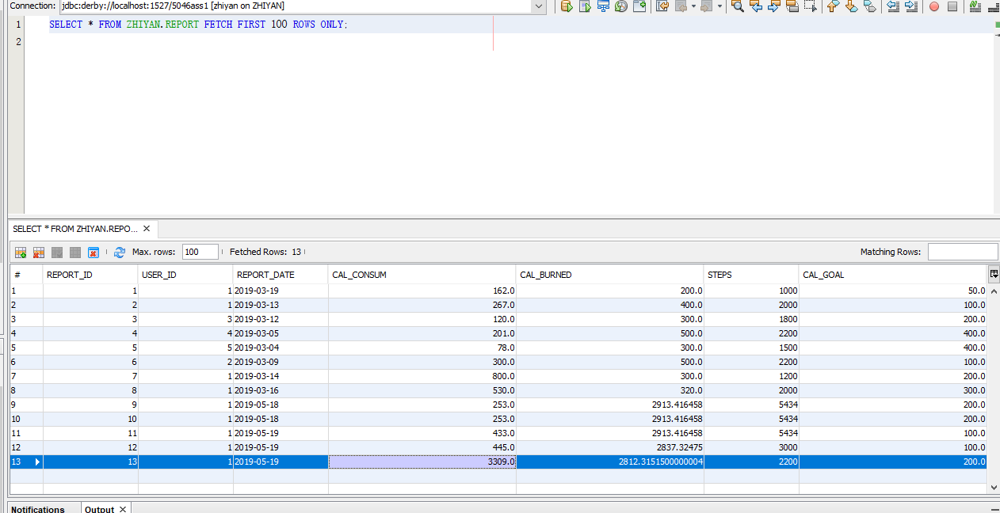 Connection: jdbc:derby://localhost:1527/5046ass1 [zhiyan on ZHIYAN]
1 SELECT * FROM ZHIYAN.REPORT FETCH FIRST 100 ROWS ONLY;
2
SELECT * FROM ZHIYAN.REPO...
Max. rows: 100 Fetched Rows: 13 Matching Rows:
# REPORT_ID USER_ID REPORT_DATE CAL_CONSUM CAL_BURNED STEPS CAL_GOAL
1 1 1 2019-03-19 162.0 200.0 1000 50.0
2 2 1 2019-03-13 267.0 400.0 2000 100.0
3 3 3 2019-03-12 120.0 300.0 1800 200.0
4 4 4 2019-03-05 201.0 500.0 2200 400.0
5 5 5 2019-03-04 78.0 300.0 1500 400.0
6 6 2 2019-03-09 300.0 500.0 2200 100.0
7 7 1 2019-03-14 800.0 300.0 1200 200.0
8 8 1 2019-03-16 530.0 320.0 2000 300.0
9 9 1 2019-05-18 253.0 2913.416458 5434 200.0
10 10 1 2019-05-18 253.0 2913.416458 5434 200.0
11 11 1 2019-05-19 433.0 2913.416458 5434 100.0
12 12 1 2019-05-19 445.0 2837.32475 3000 100.0
13 13 1 2019-05-19 3309.0 2812.3151500000004 2200 200.0
Notifications Output